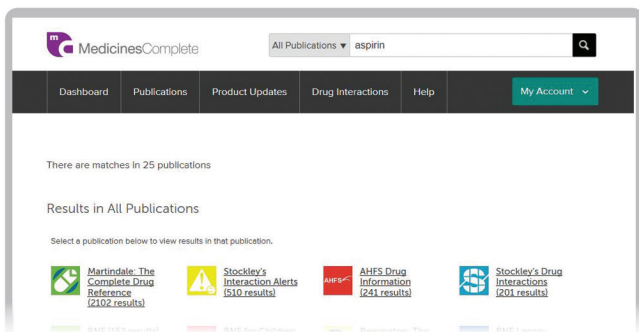 mc MedicinesComplete
All Publications ▼ aspirin
Dashboard Publications Product Updates Drug Interactions Help My Account
There are matches in 25 publications
Results in All Publications
Select a publication below to view results in that publication.
Martindale: The
Complete Drug
Reference
(2102 results)
Stockley's
Interaction Alerts
(510 results)
AHFS
AHFS Drug
Information
(241 results)
Stockley's Drug
Interactions
(201 results)